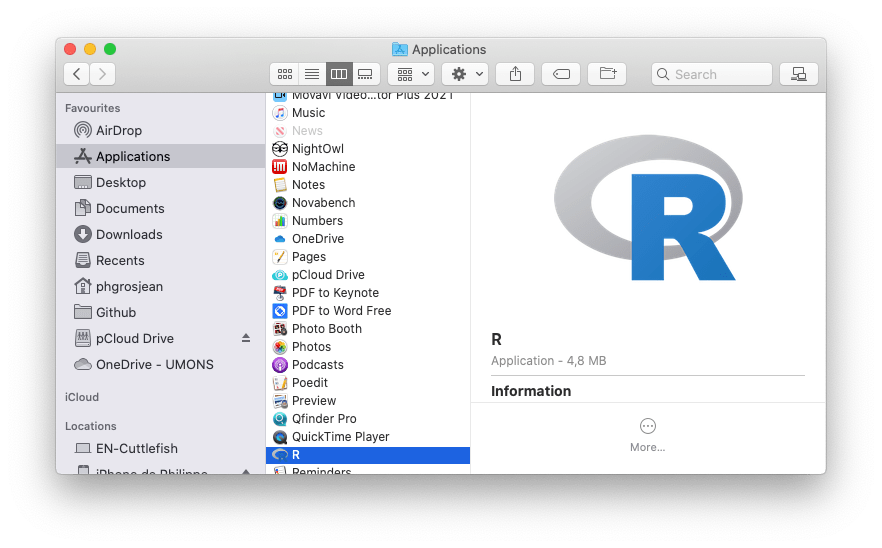 Applications
Search
Favourites
AirDrop
Applications
Desktop
Documents
Downloads
Recents
phgrosjean
Github
pCloud Drive
OneDrive - UMONS
iCloud
Locations
EN-Cuttlefish
iPhone de Philippe
Movavi Video...tor Plus 2021
Music
News
NightOwl
NoMachine
Notes
Novabench
Numbers
OneDrive
Pages
pCloud Drive
PDF to Keynote
PDF to Word Free
Photo Booth
Photos
Podcasts
Poedit
Preview
Qfinder Pro
QuickTime Player
R
Reminders
R
R
Application - 4,8 MB
Information
More...